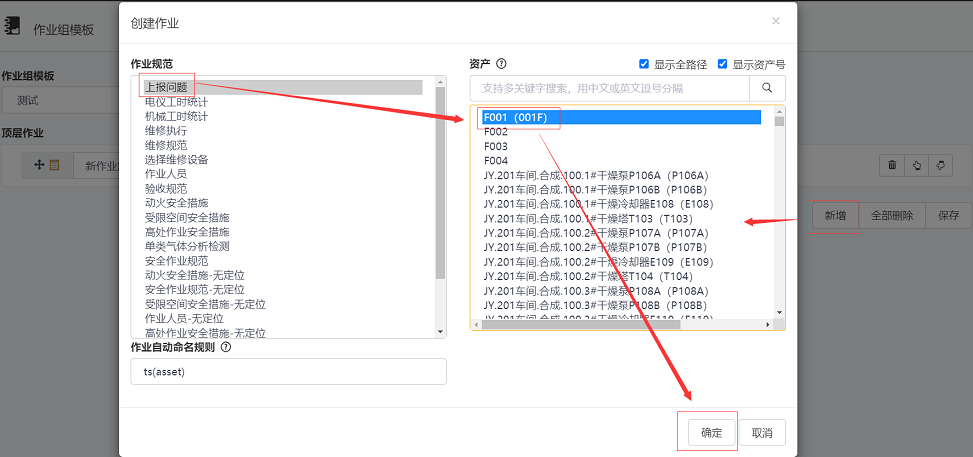 作业组模板
创建作业
×
作业规范
上报问题
电仪工时统计
机械工时统计
维修执行
维修规范
选择维修设备
作业人员
验收规范
动火安全措施
受限空间安全措施
高处作业安全措施
单类气体分析检测
安全作业规范
动火安全措施-无定位
安全作业规范-无定位
受限空间安全措施-无定位
作业人员-无定位
高处作业安全措施-无定位
作业自动命名规则 ?
ts(asset)
资产 ?
显示全路径
显示资产号
支持多关键字搜索，用中文或英文逗号分隔
F001（001F）
F002
F003
F004
JY.201车间.合成.100.1#干燥泵P106A（P106A）
JY.201车间.合成.100.1#干燥泵P106B（P106B）
JY.201车间.合成.100.1#干燥冷却器E108（E108）
JY.201车间.合成.100.1#干燥塔T103（T103）
JY.201车间.合成.100.2#干燥泵P107A（P107A）
JY.201车间.合成.100.2#干燥泵P107B（P107B）
JY.201车间.合成.100.2#干燥冷却器E109（E109）
JY.201车间.合成.100.2#干燥塔T104（T104）
JY.201车间.合成.100.3#干燥泵P108A（P108A）
JY.201车间.合成.100.3#干燥泵P108B（P108B）
JY.201车间.合成.100.3#干燥冷却器E110（E110）
确定
取消
作业组模板
测试
顶层作业
新作业
新增
全部删除
保存